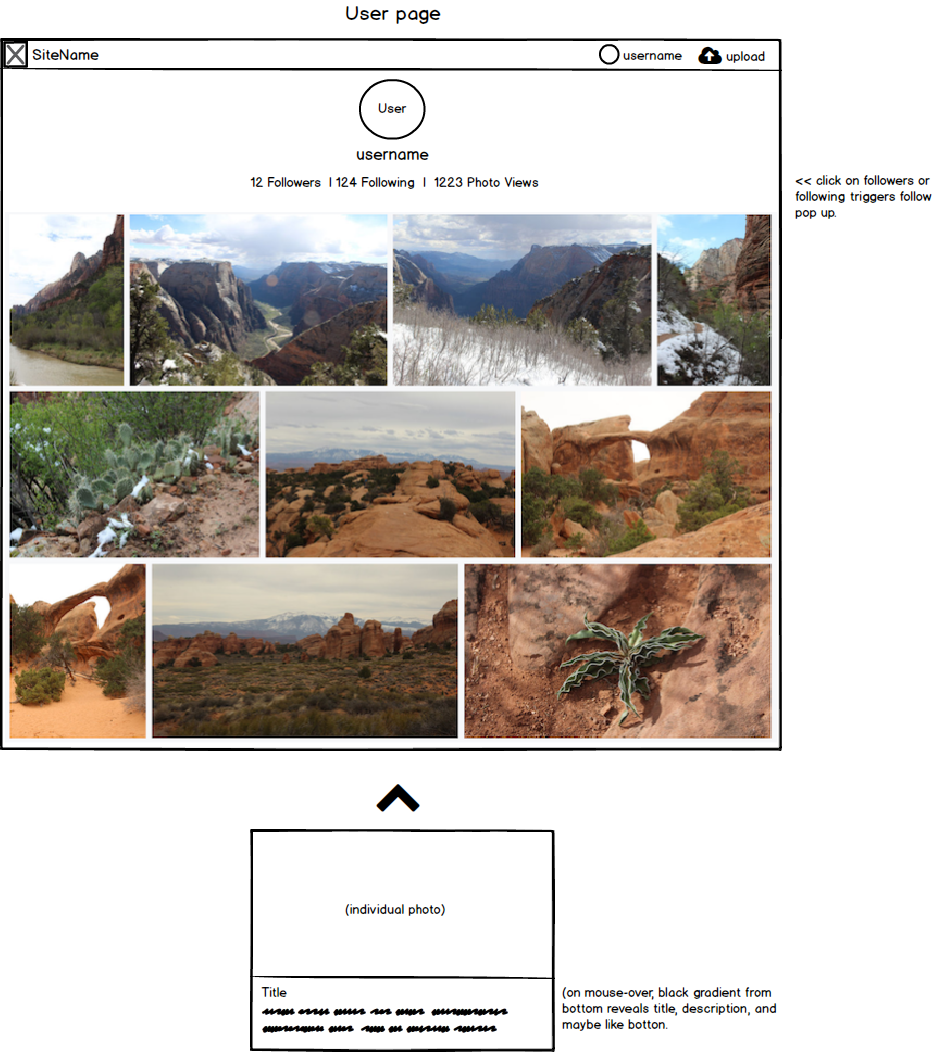 User page
SiteName
username
upload
User
username
12 Followers | 124 Following | 1223 Photo Views
<< click on followers or
following triggers follow
pop up.
(individual photo)
Title
(on mouse-over, black gradient from
bottom reveals title, description, and
maybe like botton.